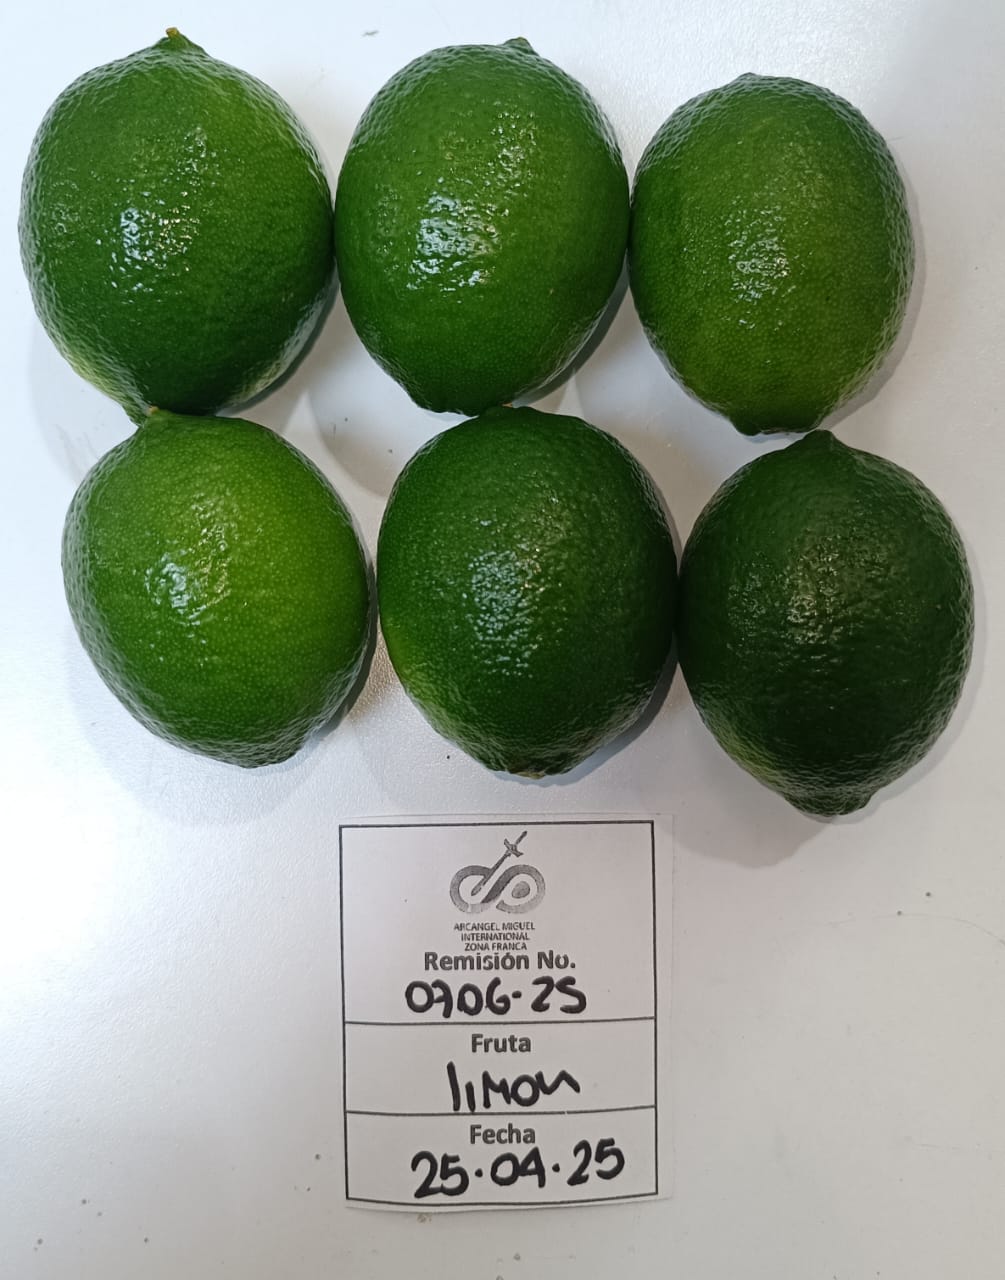 ARCANGEL MIGUEL
INTERNATIONAL
ZONA FRANCA
Remisión No.
0706-25
Fruta
limon
Fecha
25.04.25